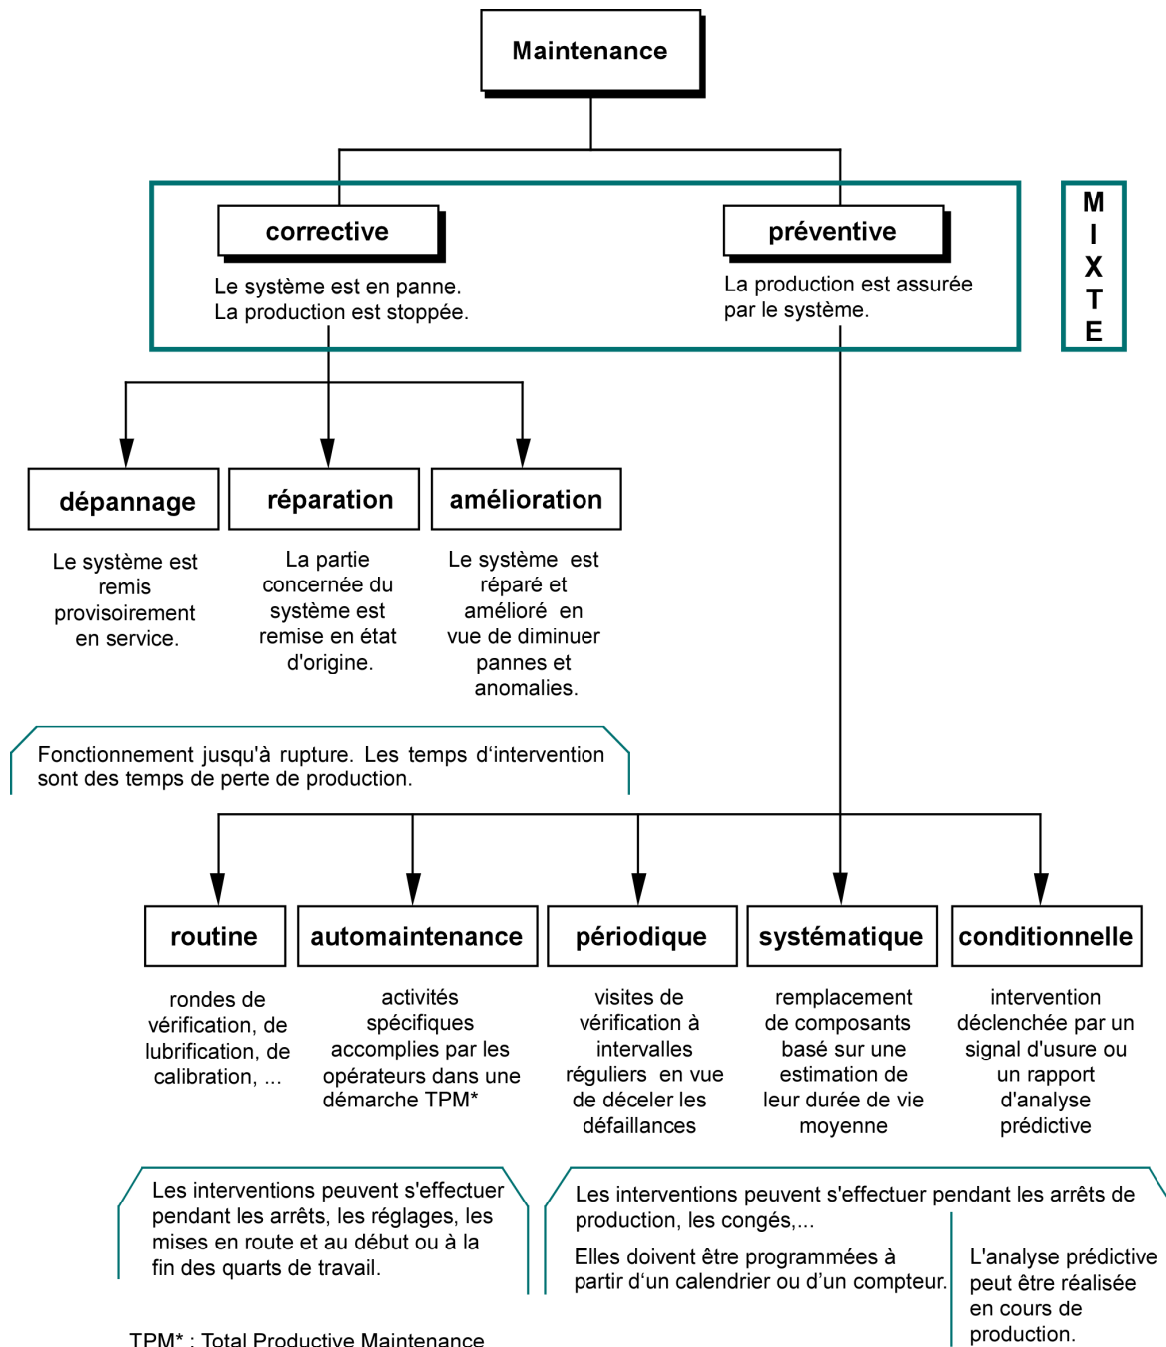 Maintenance
corrective
Le système est en panne.
La production est stoppée.
préventive
La production est assurée
par le système.
M
I
X
T
E
dépannage
Le système est
remis
provisoirement
en service.
réparation
La partie
concernée du
système est
remise en état
d'origine.
amélioration
Le système est
réparé et
amélioré en
vue de diminuer
pannes et
anomalies.
Fonctionnement jusqu'à rupture. Les temps d‘intervention
sont des temps de perte de production.
routine
rondes de
vérification, de
lubrification, de
calibration, ...
automaintenance
activités
spécifiques
accomplies par les
opérateurs dans une
démarche TPM*
périodique
visites de
vérification à
intervalles
réguliers en vue
de déceler les
défaillances
systématique
remplacement
de composants
basé sur une
estimation de
leur durée de vie
moyenne
conditionnelle
intervention
déclenchée par un
signal d'usure ou
un rapport
d'analyse
prédictive
Les interventions peuvent s'effectuer
pendant les arrêts, les réglages, les
mises en route et au début ou à la
fin des quarts de travail.
Les interventions peuvent s'effectuer pendant les arrêts de
production, les congés,...
Elles doivent être programmées à
partir d‘un calendrier ou d’un compteur.
L'analyse prédictive
peut être réalisée
en cours de
production.
TPM* : Total Productive Maintenance